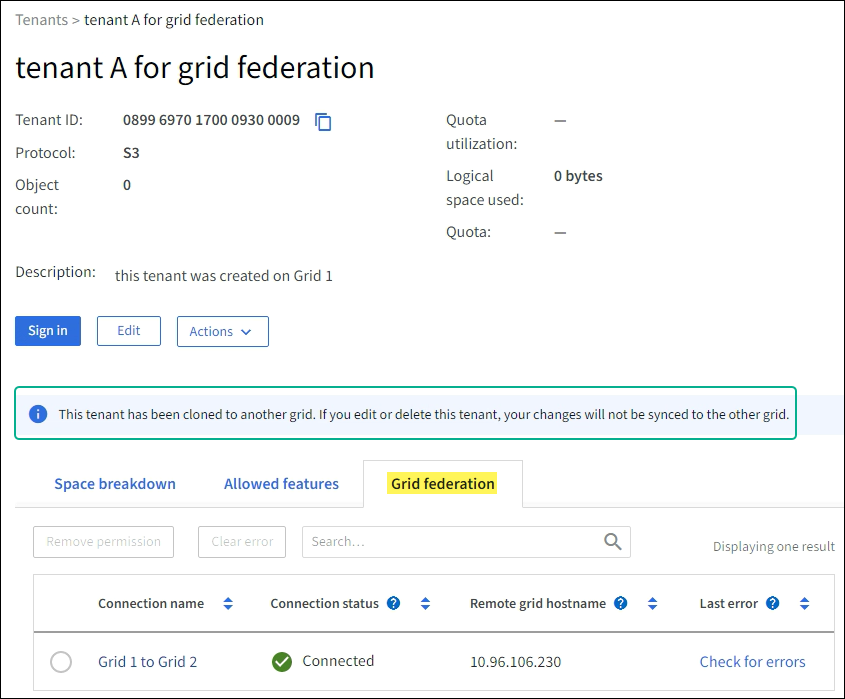 Tenants > tenant A for grid federation
tenant A for grid federation
Tenant ID: 0899 6970 1700 0930 0009
Protocol: S3
Object count: 0
Quota utilization: —
Logical space used: 0 bytes
Quota: —
Description: this tenant was created on Grid 1
Sign in Edit Actions
This tenant has been cloned to another grid. If you edit or delete this tenant, your changes will not be synced to the other grid.
Space breakdown Allowed features Grid federation
Remove permission Clear error Search... Displaying one result
Connection name Connection status ? Remote grid hostname ? Last error ?
Grid 1 to Grid 2 Connected 10.96.106.230 Check for errors